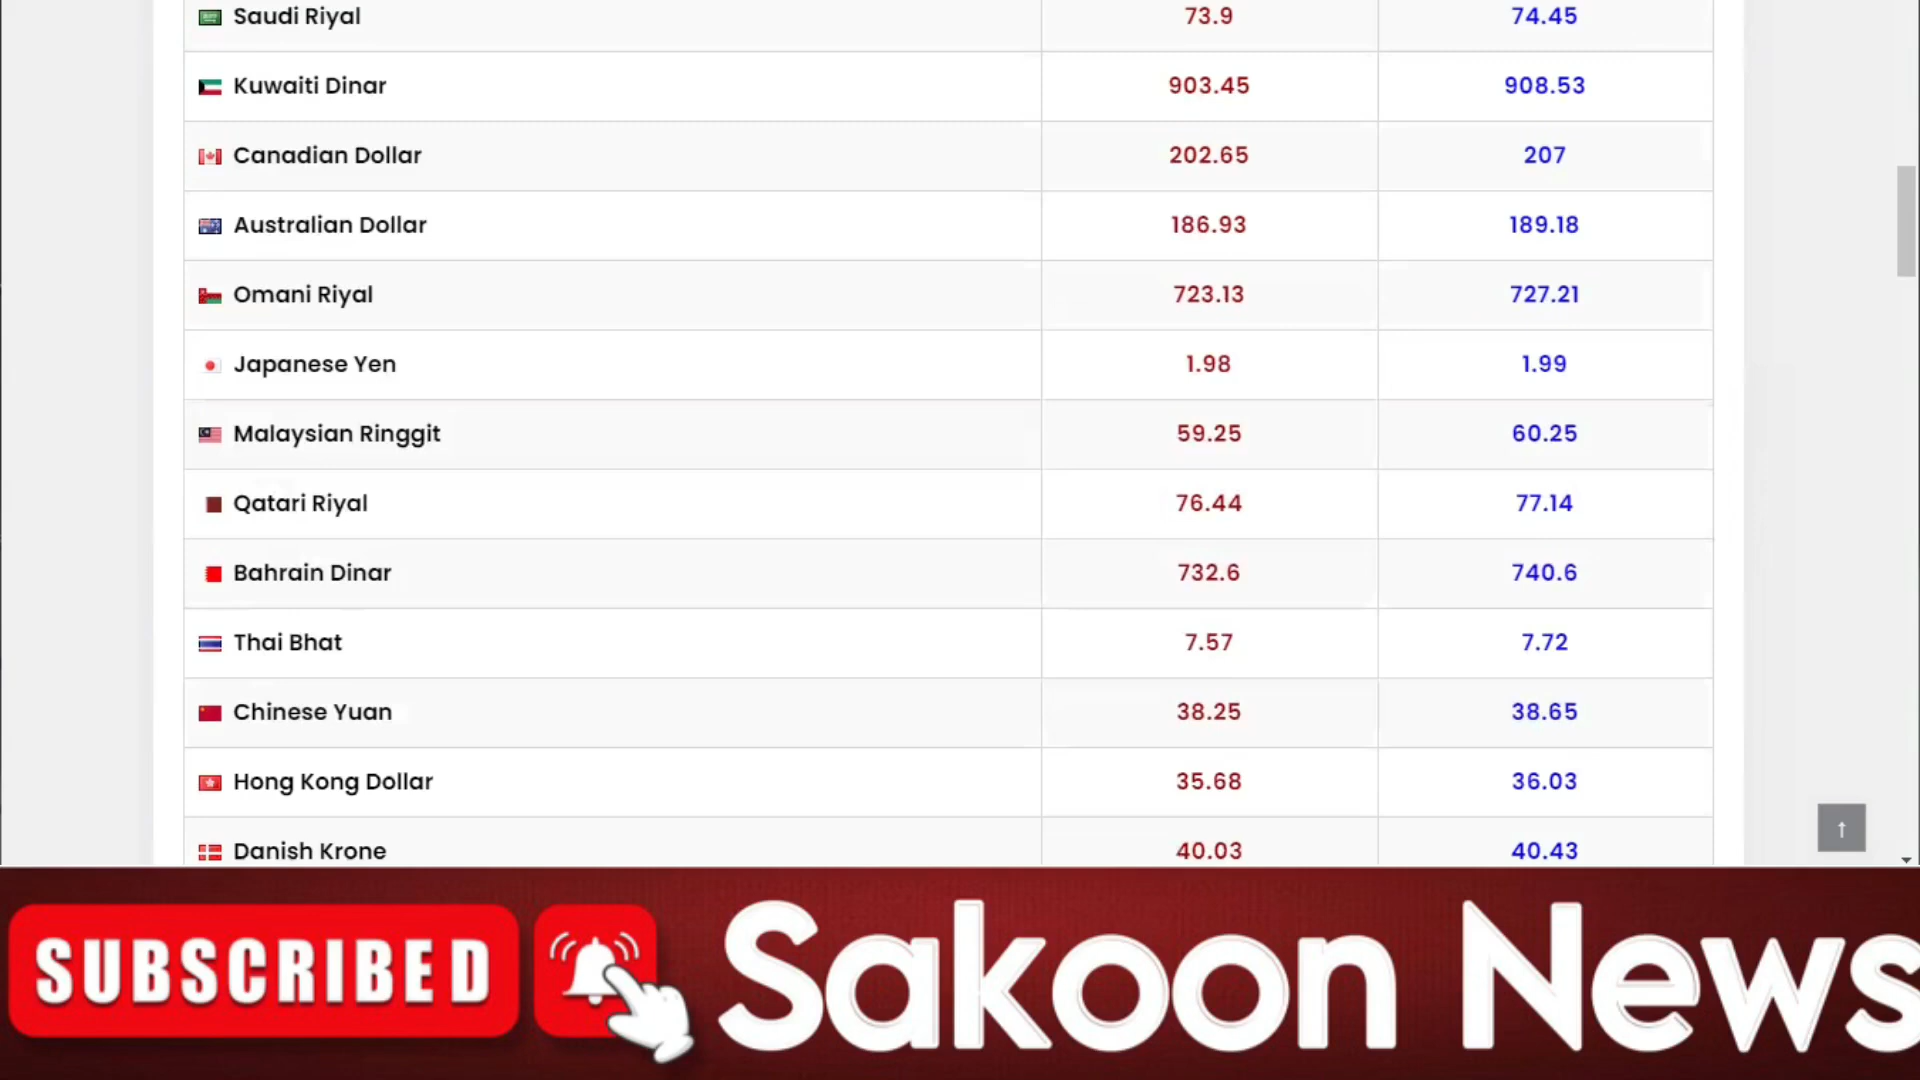 Saudi Riyal 73.9 74.45
Kuwaiti Dinar 903.45 908.53
Canadian Dollar 202.65 207
Australian Dollar 186.93 189.18
Omani Riyal 723.13 727.21
Japanese Yen 1.98 1.99
Malaysian Ringgit 59.25 60.25
Qatari Riyal 76.44 77.14
Bahrain Dinar 732.6 740.6
Thai Bhat 7.57 7.72
Chinese Yuan 38.25 38.65
Hong Kong Dollar 35.68 36.03
Danish Krone 40.03 40.43
SUBSCRIBED Sakoon News